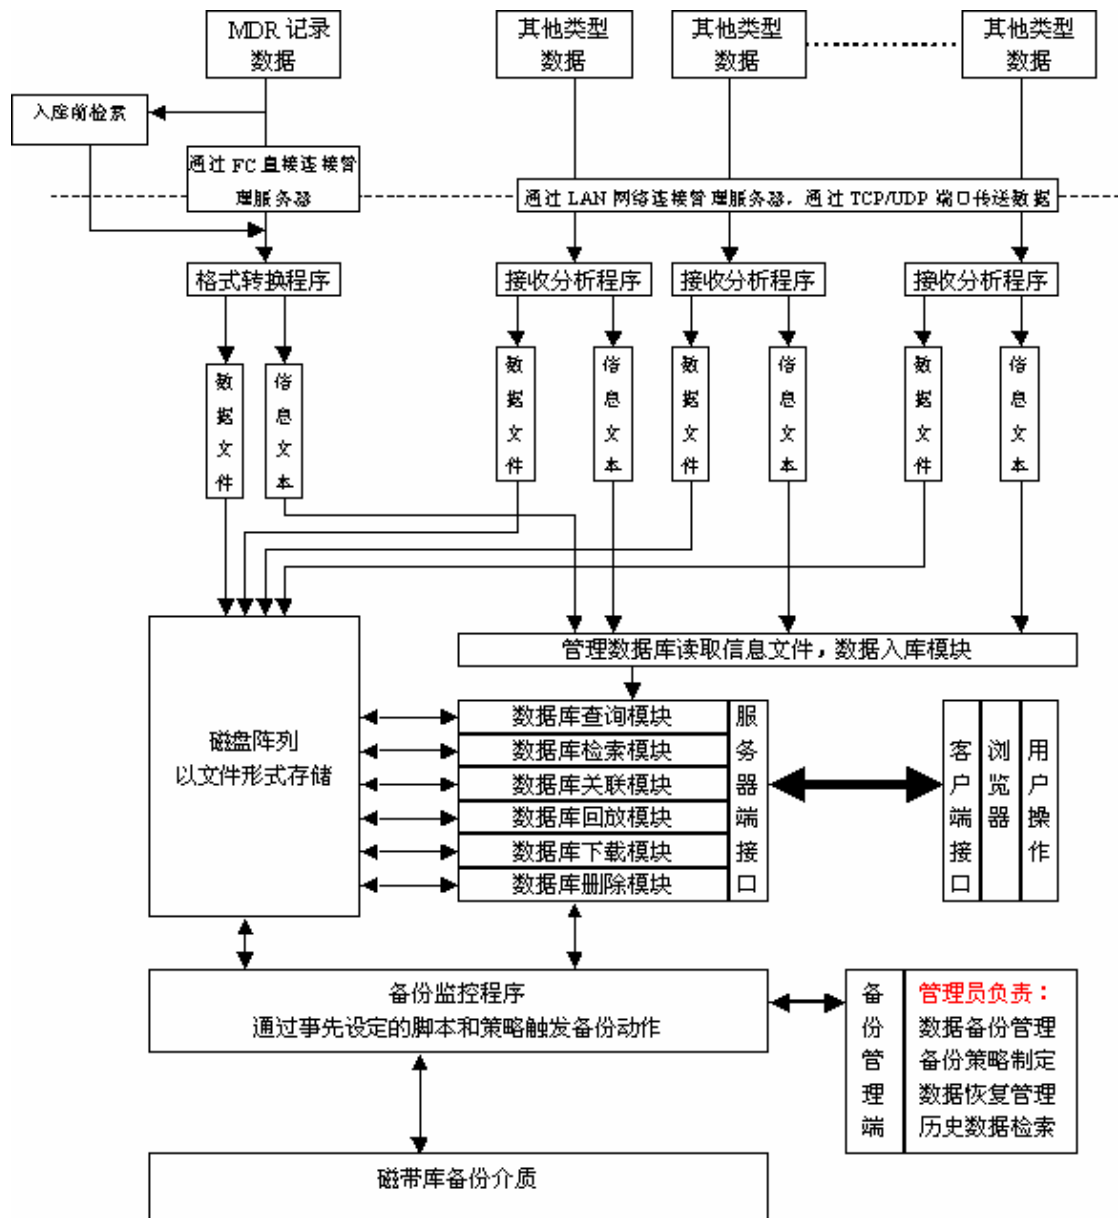 MDR 记录
数据
其他类型
数据
其他类型
数据
其他类型
数据
入库前检索
通过 FC 直接连接管
理服务器
通过 LAN 网络连接管理服务器，通过 TCP/UDP 端口传送数据
格式转换程序
接收分析程序
接收分析程序
接收分析程序
数据文件
信息文本
数据文件
信息文本
数据文件
信息文本
数据文件
信息文本
管理数据库读取信息文件，数据入库模块
磁盘阵列
以文件形式存储
数据库查询模块
数据库检索模块
数据库关联模块
数据库回放模块
数据库下载模块
数据库删除模块
服务器端接口
客户端接口
浏览器
用户操作
备份监控程序
通过事先设定的脚本和策略触发备份动作
备份管理端
管理员负责：
数据备份管理
备份策略制定
数据恢复管理
历史数据检索
磁带库备份介质